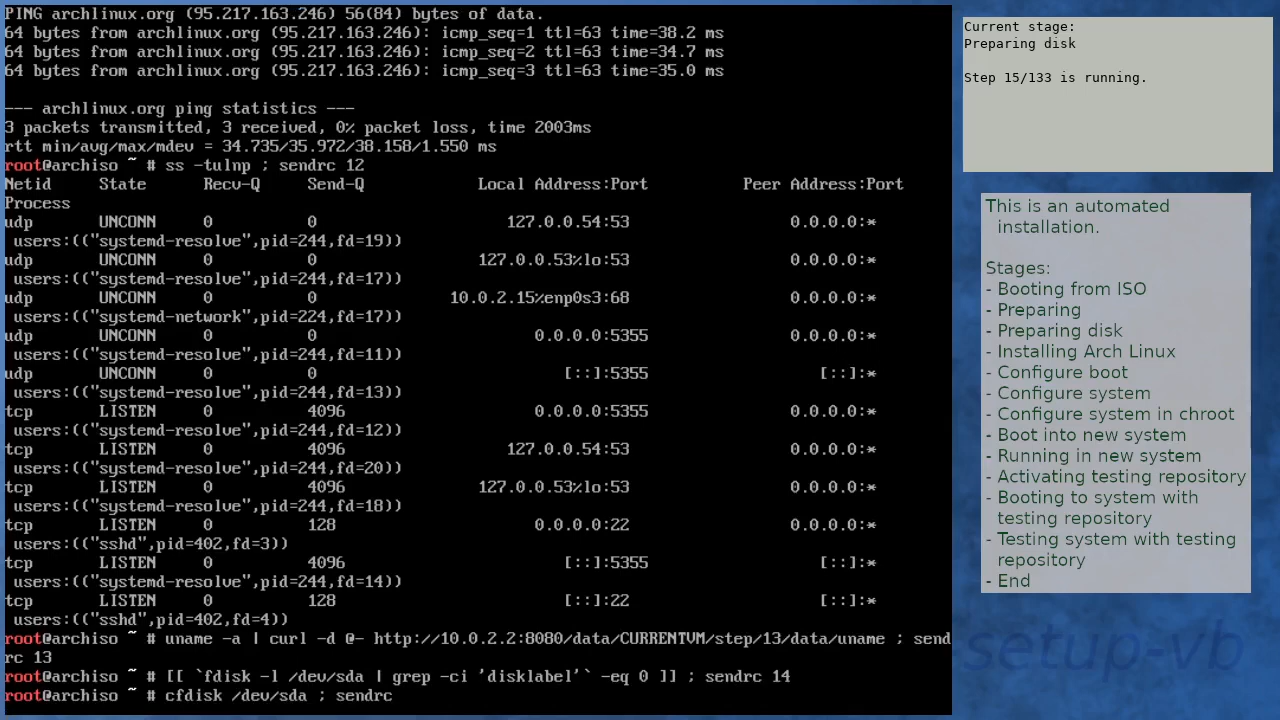 PING archlinux.org (95.217.163.246) 56(84) bytes of data.
64 bytes from archlinux.org (95.217.163.246): icmp_seq=1 ttl=63 time=38.2 ms
64 bytes from archlinux.org (95.217.163.246): icmp_seq=2 ttl=63 time=34.7 ms
64 bytes from archlinux.org (95.217.163.246): icmp_seq=3 ttl=63 time=35.0 ms
--- archlinux.org ping statistics ---
3 packets transmitted, 3 received, 0% packet loss, time 2003ms
rtt min/avg/max/mdev = 34.735/35.972/38.158/1.550 ms
root@archiso ~ # ss -tulnp ; sendrc 12
Netid State Recv-Q Send-Q Local Address:Port Peer Address:Port
Process
udp UNCONN 0 0 127.0.0.54:53 0.0.0.0:*
users:(("systemd-resolve",pid=244,fd=19))
udp UNCONN 0 0 127.0.0.53%lo:53 0.0.0.0:*
users:(("systemd-resolve",pid=244,fd=17))
udp UNCONN 0 0 10.0.2.15%enp0s3:68 0.0.0.0:*
users:(("systemd-network",pid=224,fd=17))
udp UNCONN 0 0 0.0.0.0:5355 0.0.0.0:*
users:(("systemd-resolve",pid=244,fd=11))
udp UNCONN 0 0 [::]:5355 [::]:*
users:(("systemd-resolve",pid=244,fd=13))
tcp LISTEN 0 4096 0.0.0.0:5355 0.0.0.0:*
users:(("systemd-resolve",pid=244,fd=12))
tcp LISTEN 0 4096 127.0.0.54:53 0.0.0.0:*
users:(("systemd-resolve",pid=244,fd=20))
tcp LISTEN 0 4096 127.0.0.53%lo:53 0.0.0.0:*
users:(("systemd-resolve",pid=244,fd=18))
tcp LISTEN 0 128 0.0.0.0:22 0.0.0.0:*
users:(("sshd",pid=402,fd=3))
tcp LISTEN 0 4096 [::]:5355 [::]:*
users:(("systemd-resolve",pid=244,fd=14))
tcp LISTEN 0 128 [::]:22 [::]:*
users:(("sshd",pid=402,fd=4))
root@archiso ~ # uname -a | curl -d @- http://10.0.2.2:8080/data/CURRENTVM/step/13/data/uname ; send
rc 13
root@archiso ~ # [[ `fdisk -l /dev/sda | grep -ci 'disklabel'` -eq 0 ]] ; sendrc 14
root@archiso ~ # cfdisk /dev/sda ; sendrc
Current stage:
Preparing disk
Step 15/133 is running.
This is an automated
installation.
Stages:
- Booting from ISO
- Preparing
- Preparing disk
- Installing Arch Linux
- Configure boot
- Configure system
- Configure system in chroot
- Boot into new system
- Running in new system
- Activating testing repository
- Booting to system with
testing repository
- Testing system with testing
repository
- End
setup-vb